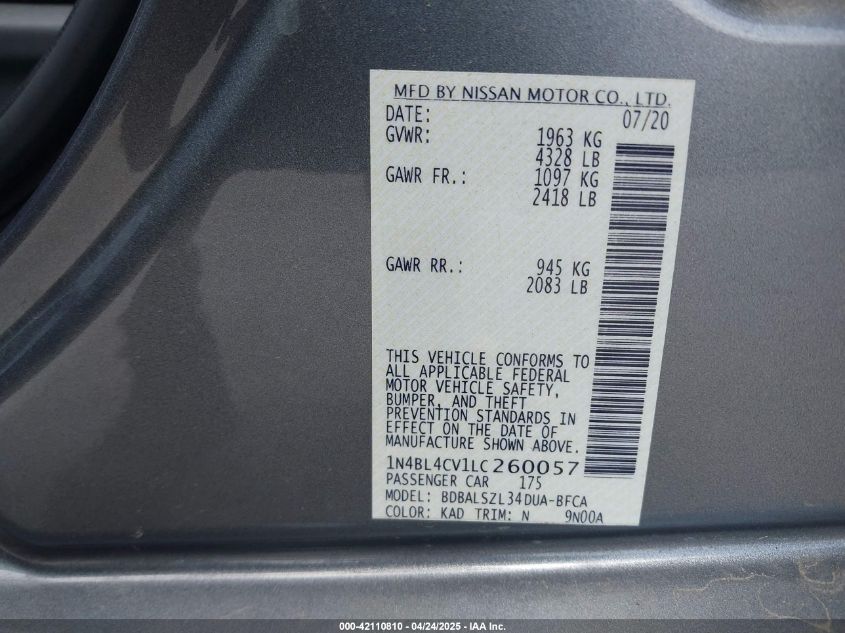 MFD BY NISSAN MOTOR CO., LTD.
DATE: 07/20
GVWR: 1963 KG
4328 LB
GAWR FR.: 1097 KG
2418 LB
GAWR RR.: 945 KG
2083 LB
THIS VEHICLE CONFORMS TO
ALL APPLICABLE FEDERAL
MOTOR VEHICLE SAFETY,
BUMPER, AND THEFT
PREVENTION STANDARDS IN
EFFECT ON THE DATE OF
MANUFACTURE SHOWN ABOVE.
1N4BL4CV1LC260057
PASSENGER CAR 175
MODEL: BDBALSZL34DUA-BFCA
COLOR: KAD TRIM: N 9N00A
000-42110810 - 04/24/2025 - IAA Inc.